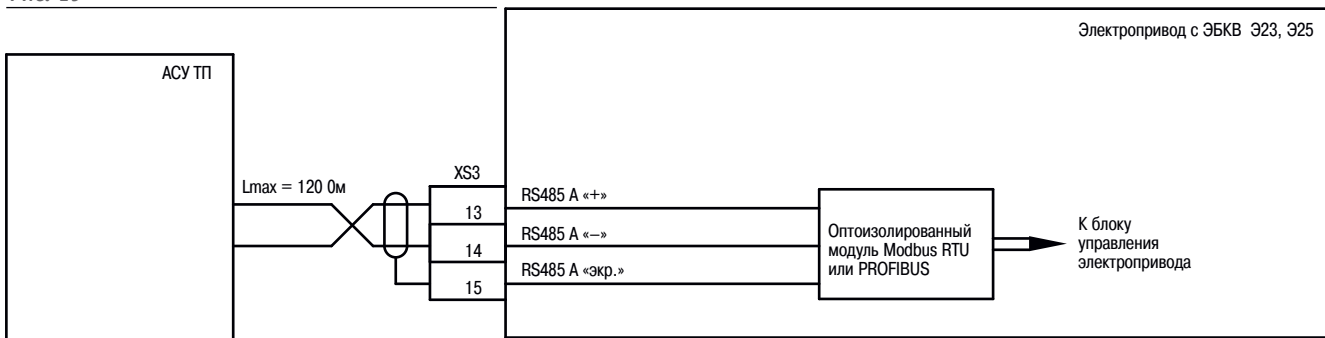 Электропривод с ЭБКВ Э23, Э25
АСУ ТП
Lmax = 120 Ом
XS3
13
14
15
RS485 А «+»
RS485 А «–»
RS485 А «экр.»
Оптоизолированный
модуль Modbus RTU
или PROFIBUS
К блоку
управления
электропривода